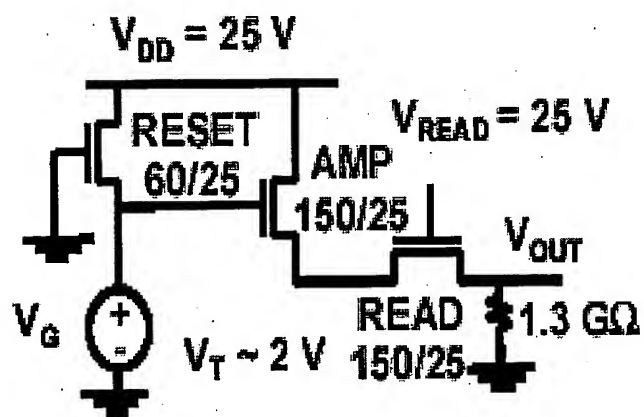 V_DD = 25 V
RESET
60/25
V_READ = 25 V
AMP
150/25
V_OUT
V_G
+
-
V_T ~ 2 V
READ
150/25
1.3 GΩ